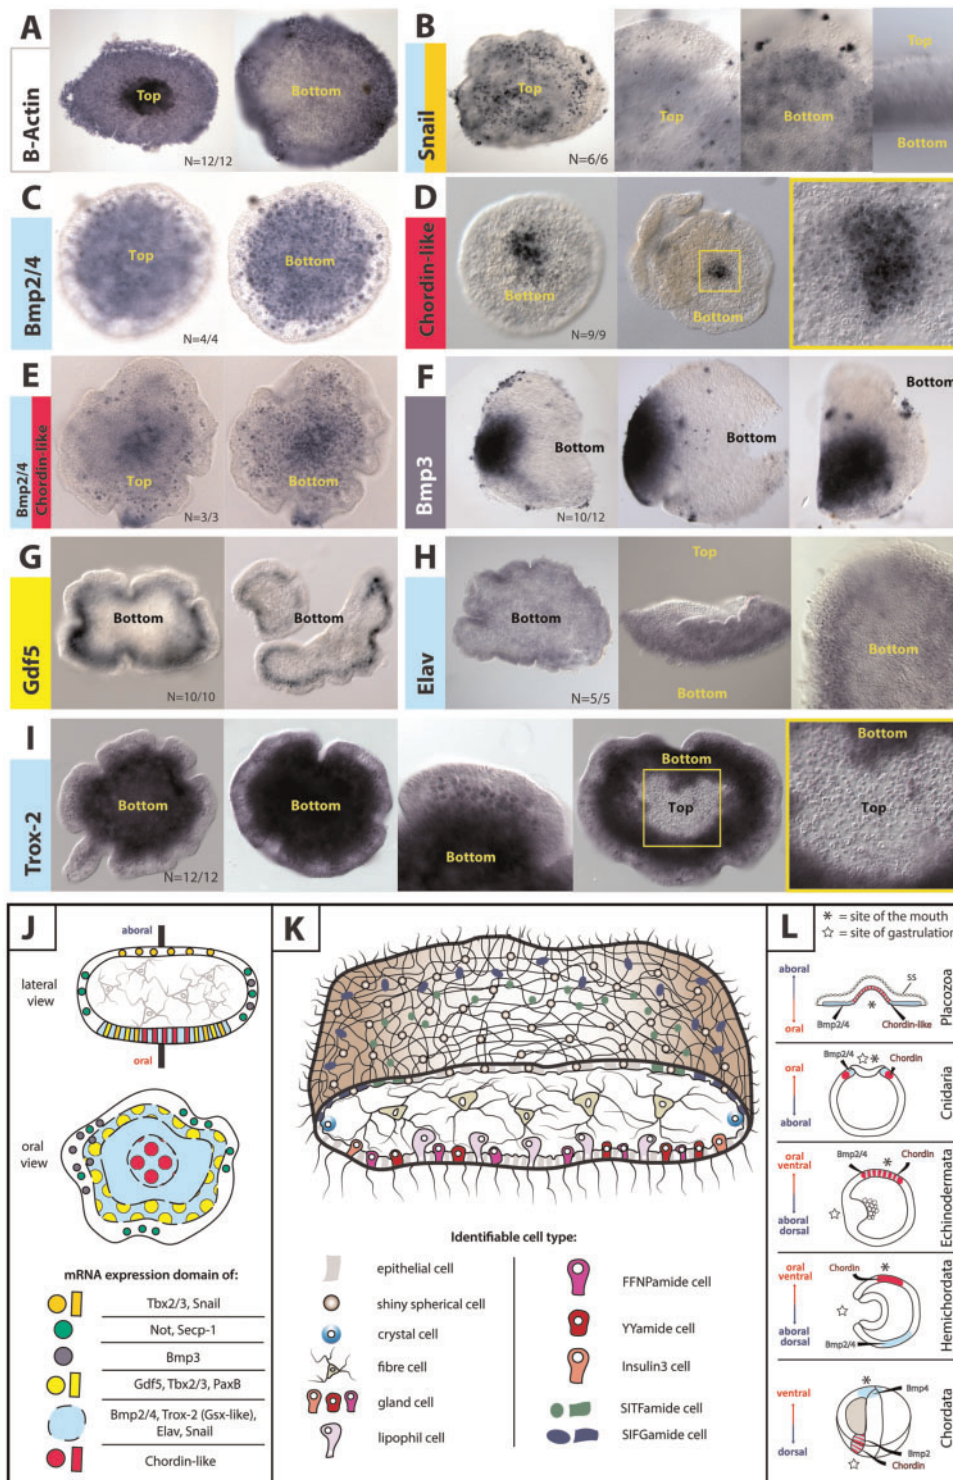 A
B-Actin
Top
Bottom
N=12/12
B
Snail
Top
N=6/6
Top
Bottom
Top
Bottom
C
Bmp2/4
Top
N=4/4
Bottom
D
Chordin-like
Bottom
N=9/9
Bottom
E
Bmp2/4
Chordin-like
Top
N=3/3
Bottom
F
Bmp3
Bottom
N=10/12
Bottom
Bottom
G
Gdf5
Bottom
N=10/10
Bottom
H
Elav
Bottom
N=5/5
Top
Bottom
Bottom
I
Trox-2
Bottom
N=12/12
Bottom
Bottom
Bottom
Top
Bottom
Top
J
aboral
lateral
view
oral
oral
view
mRNA expression domain of:
Tbx2/3, Snail
Not, Secp-1
Bmp3
Gdf5, Tbx2/3, PaxB
Bmp2/4, Trox-2 (Gsx-like),
Elav, Snail
Chordin-like
K
Identifiable cell type:
epithelial cell
shiny spherical cell
crystal cell
fibre cell
gland cell
lipophil cell
FFNPamide cell
YYamide cell
Insulin3 cell
SITFamide cell
SIFGamide cell
L
* = site of the mouth
☆ = site of gastrulation
aboral
oral
ss
*
Bmp2/4
Chordin-like
Placozoa
oral
aboral
Bmp2/4
☆ *
Chordin
Cnidaria
oral
ventral
aboral
dorsal
Bmp2/4
*
Chordin
☆
Echinodermata
oral
ventral
aboral
dorsal
Chordin
*
☆
Bmp2/4
Hemichordata
ventral
dorsal
*
Bmp4
Bmp2
Chordin
☆
Chordata